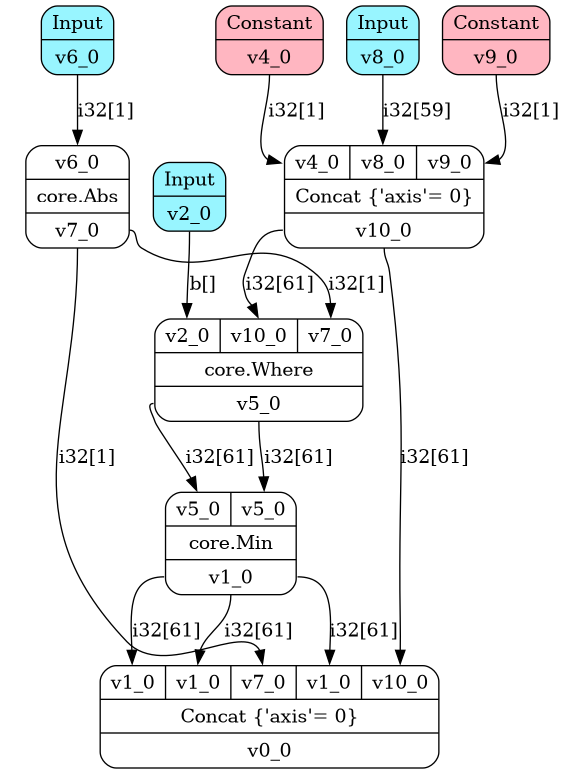 Input
v6_0
Constant
v4_0
Input
v8_0
Constant
v9_0
i32[1]
i32[1]
i32[59]
i32[1]
v6_0
core.Abs
v7_0
Input
v2_0
v4_0 v8_0 v9_0
Concat {'axis'= 0}
v10_0
b[]
i32[61]
i32[1]
v2_0 v10_0 v7_0
core.Where
v5_0
i32[1]
i32[61]
i32[61]
i32[61]
v5_0 v5_0
core.Min
v1_0
i32[61]
i32[61]
i32[61]
v1_0 v1_0 v7_0 v1_0 v10_0
Concat {'axis'= 0}
v0_0